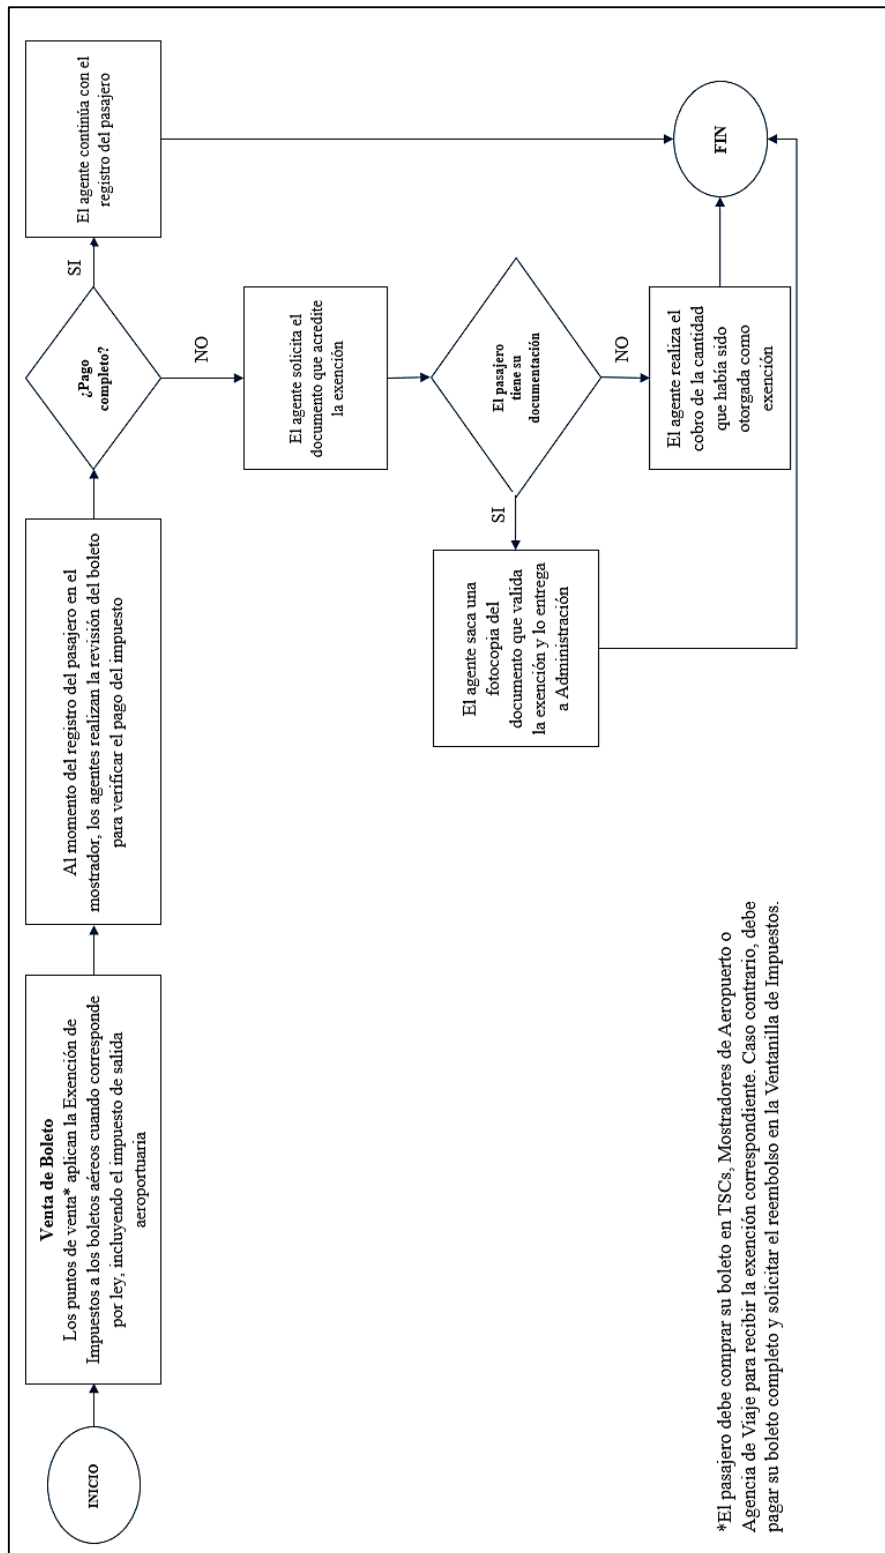 INICIO
Venta de Boleto
Los puntos de venta* aplican la Exención de
Impuestos a los boletos aéreos cuando corresponde
por ley, incluyendo el impuesto de salida
aeroportuaria
Al momento del registro del pasajero en el
mostrador, los agentes realizan la revisión del boleto
para verificar el pago del impuesto
¿Pago
completo?
SI
El agente continúa con el
registro del pasajero
NO
El agente solicita el
documento que acredite
la exención
El pasajero
tiene su
documentación
SI
El agente saca una
fotocopia del
documento que valida
la exención y lo entrega
a Administración
NO
El agente realiza el
cobro de la cantidad
que había sido
otorgada como
exención
FIN
*El pasajero debe comprar su boleto en TSCs, Mostradores de Aeropuerto o
Agencia de Viaje para recibir la exención correspondiente. Caso contrario, debe
pagar su boleto completo y solicitar el reembolso en la Ventanilla de Impuestos.